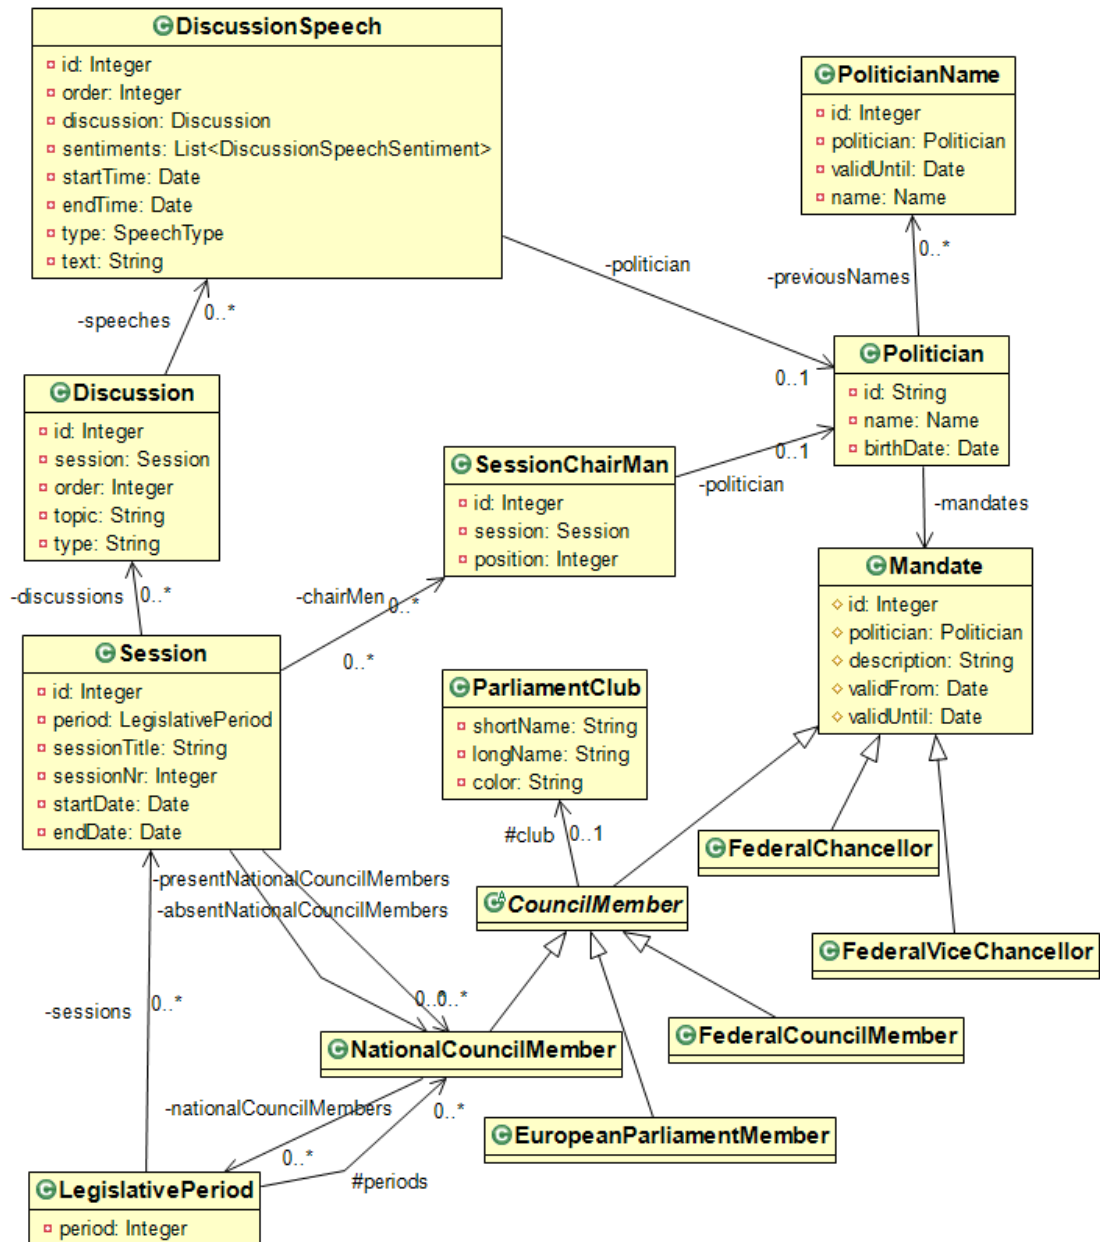 DiscussionSpeech
id: Integer
order: Integer
discussion: Discussion
sentiments: List<DiscussionSpeechSentiment>
startTime: Date
endTime: Date
type: SpeechType
text: String
PoliticianName
id: Integer
politician: Politician
validUntil: Date
name: Name
-politician
0..*
-previousNames
-speeches
0..*
Politician
id: String
name: Name
birthDate: Date
0..1
Discussion
id: Integer
session: Session
order: Integer
topic: String
type: String
SessionChairMan
id: Integer
session: Session
position: Integer
0..1
-politician
-mandates
Mandate
id: Integer
politician: Politician
description: String
validFrom: Date
validUntil: Date
-discussions
0..*
-chairMen
0..*
0..*
Session
id: Integer
period: LegislativePeriod
sessionTitle: String
sessionNr: Integer
startDate: Date
endDate: Date
ParliamentClub
shortName: String
longName: String
color: String
#club
0..1
FederalChancellor
-presentNationalCouncilMembers
-absentNationalCouncilMembers
CouncilMember
FederalViceChancellor
-sessions
0..*
0..*
0..*
NationalCouncilMember
FederalCouncilMember
-nationalCouncilMembers
0..*
EuropeanParliamentMember
0..*
#periods
LegislativePeriod
period: Integer